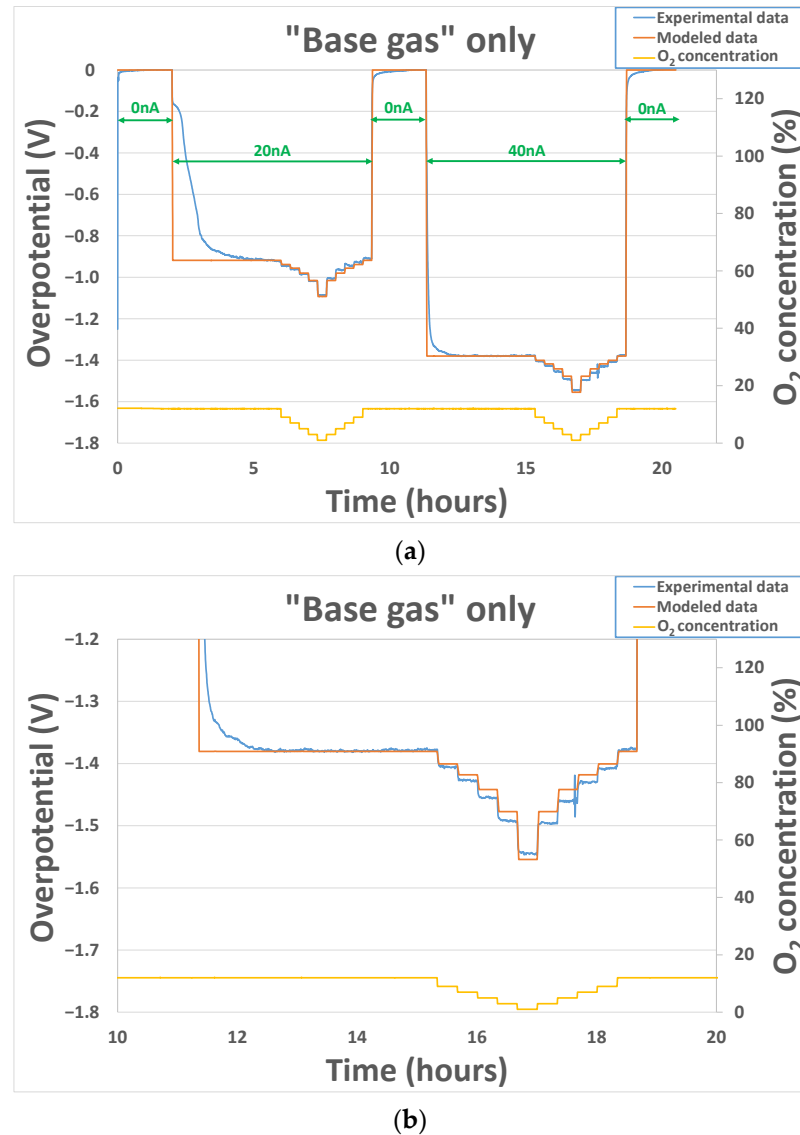 "Base gas" only
Experimental data
Modeled data
O₂ concentration
0
−0.2
−0.4
−0.6
−0.8
−1.0
−1.2
−1.4
−1.6
−1.8
Overpotential (V)
0nA
20nA
0nA
40nA
0nA
120
100
80
60
40
20
0
O₂ concentration (%)
0 5 10 15 20
Time (hours)
(a)
"Base gas" only
Experimental data
Modeled data
O₂ concentration
−1.2
−1.3
−1.4
−1.5
−1.6
−1.7
−1.8
Overpotential (V)
120
100
80
60
40
20
0
O₂ concentration (%)
10 12 14 16 18 20
Time (hours)
(b)